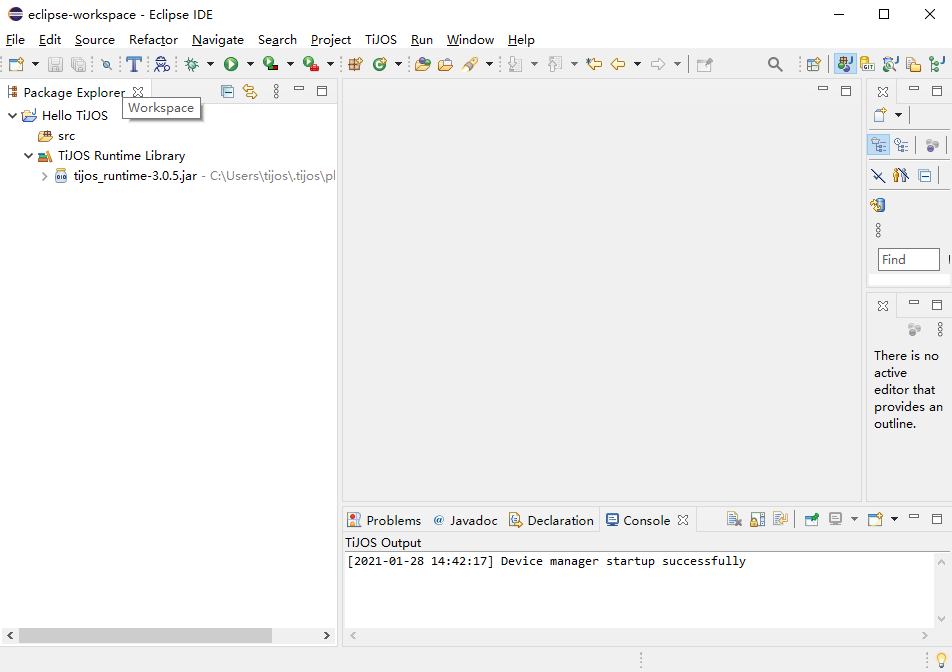 eclipse-workspace - Eclipse IDE
File Edit Source Refactor Navigate Search Project TiJOS Run Window Help
Package Explorer
Workspace
Hello TiJOS
src
TiJOS Runtime Library
tijos_runtime-3.0.5.jar - C:\Users\tijos\.tijos\pl
Find
There is no
active
editor that
provides an
outline.
Problems @ Javadoc Declaration Console
TiJOS Output
[2021-01-28 14:42:17] Device manager startup successfully